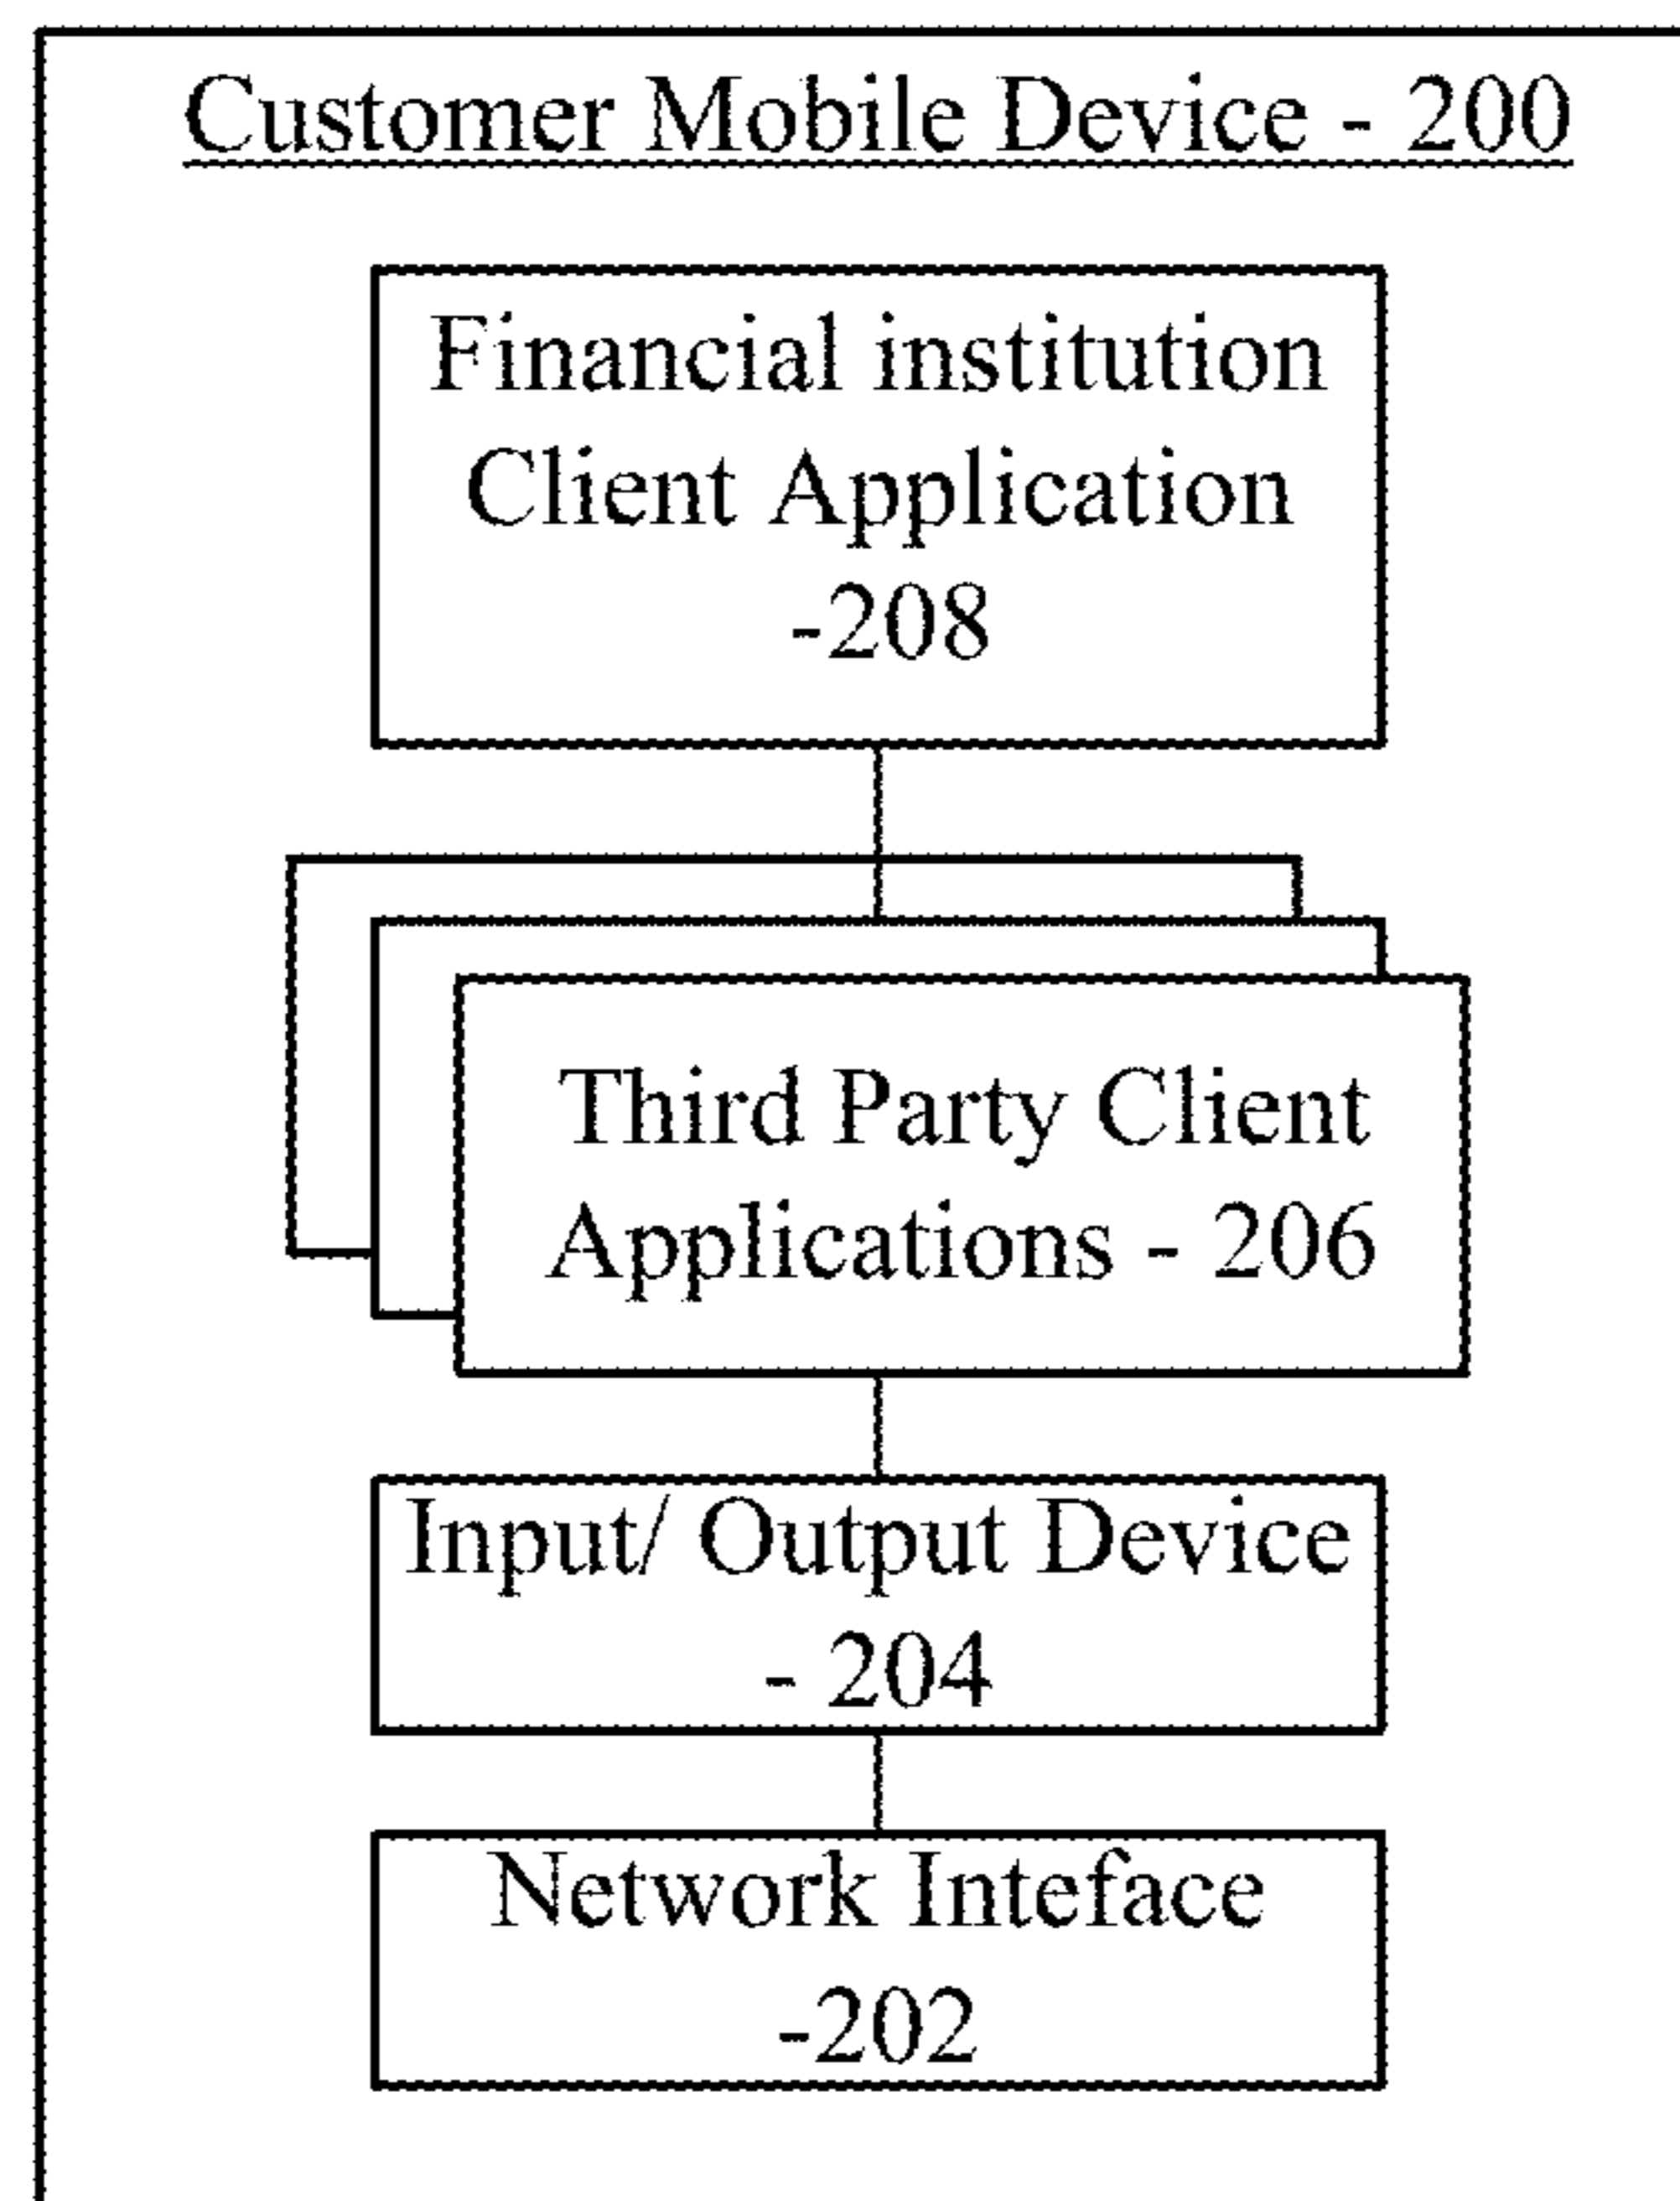 Customer Mobile Device - 200
Financial institution
Client Application
-208
Third Party Client
Applications - 206
Input/ Output Device
- 204
Network Inteface
-202